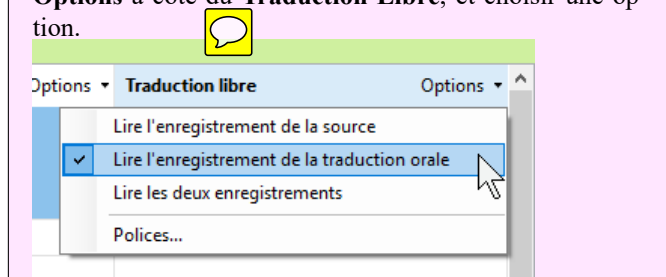 Options à côté du Traduction Libre, et choisir une op-
tion.
Options Traduction libre Options
Lire l'enregistrement de la source
Lire l'enregistrement de la traduction orale
Lire les deux enregistrements
Polices...